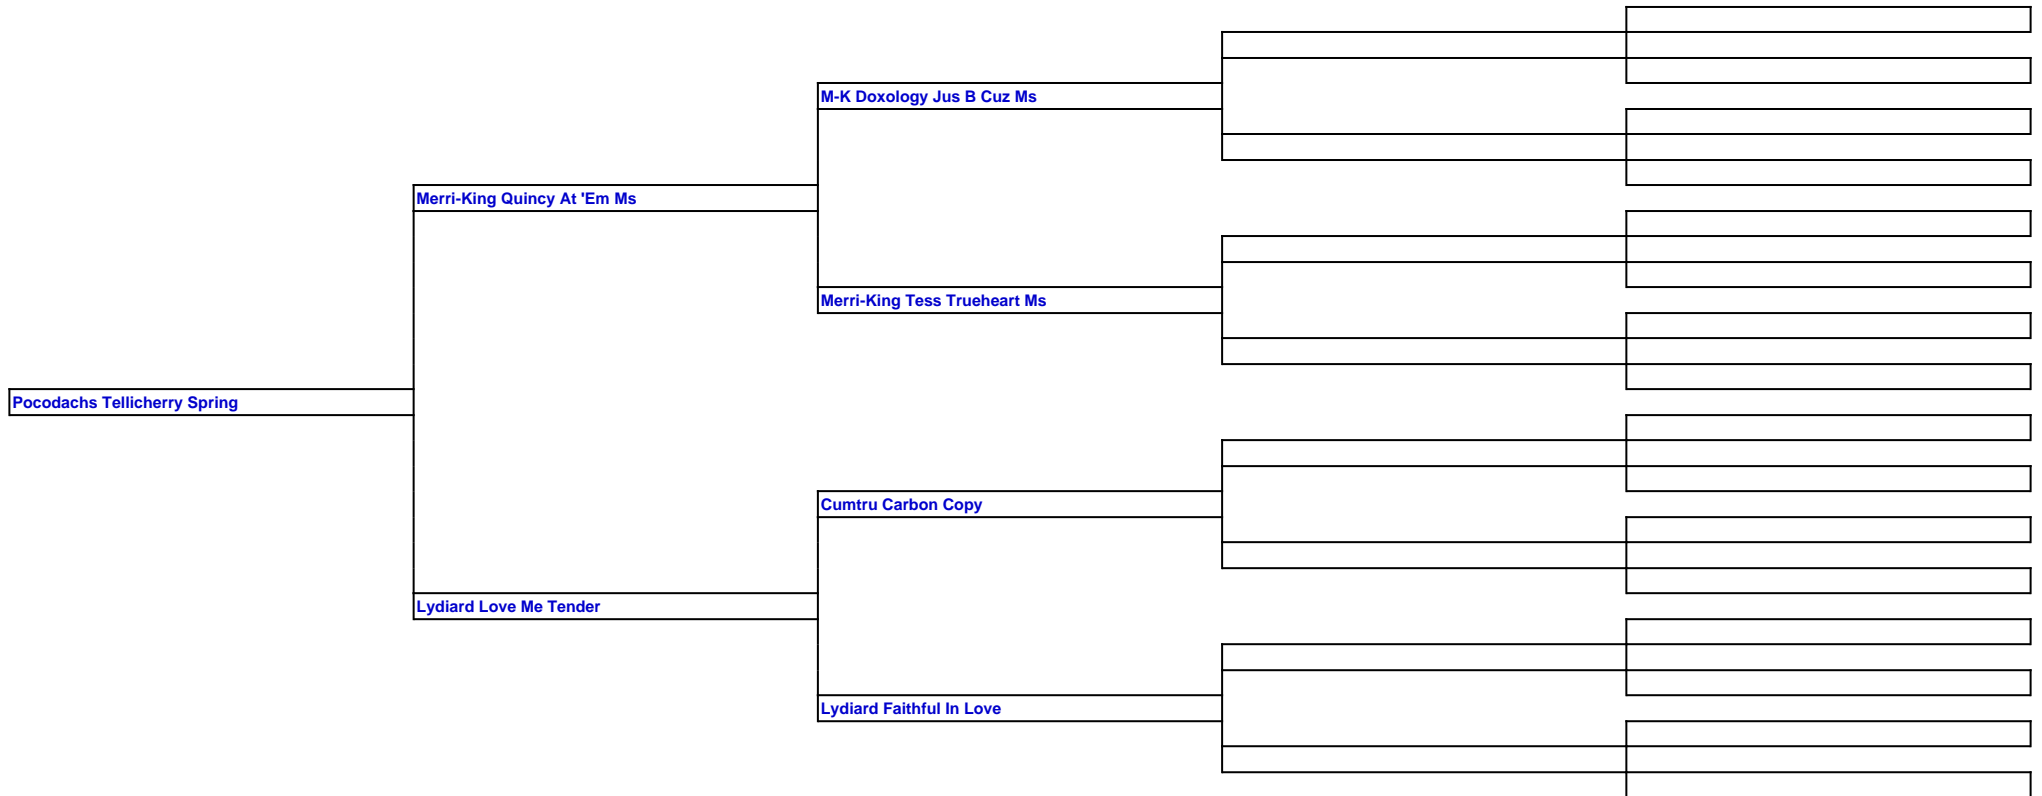 M-K Doxology Jus B Cuz Ms
Merri-King Quincy At 'Em Ms
Merri-King Tess Trueheart Ms
Pocodachs Tellicherry Spring
Cumtru Carbon Copy
Lydiard Love Me Tender
Lydiard Faithful In Love